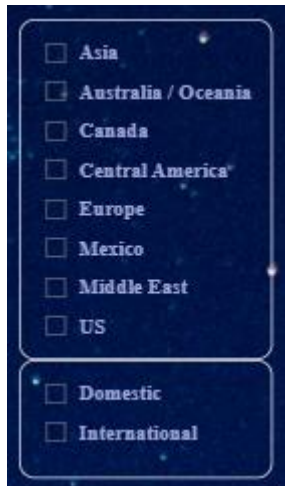 Asia
Australia / Oceania
Canada
Central America
Europe
Mexico
Middle East
US
Domestic
International